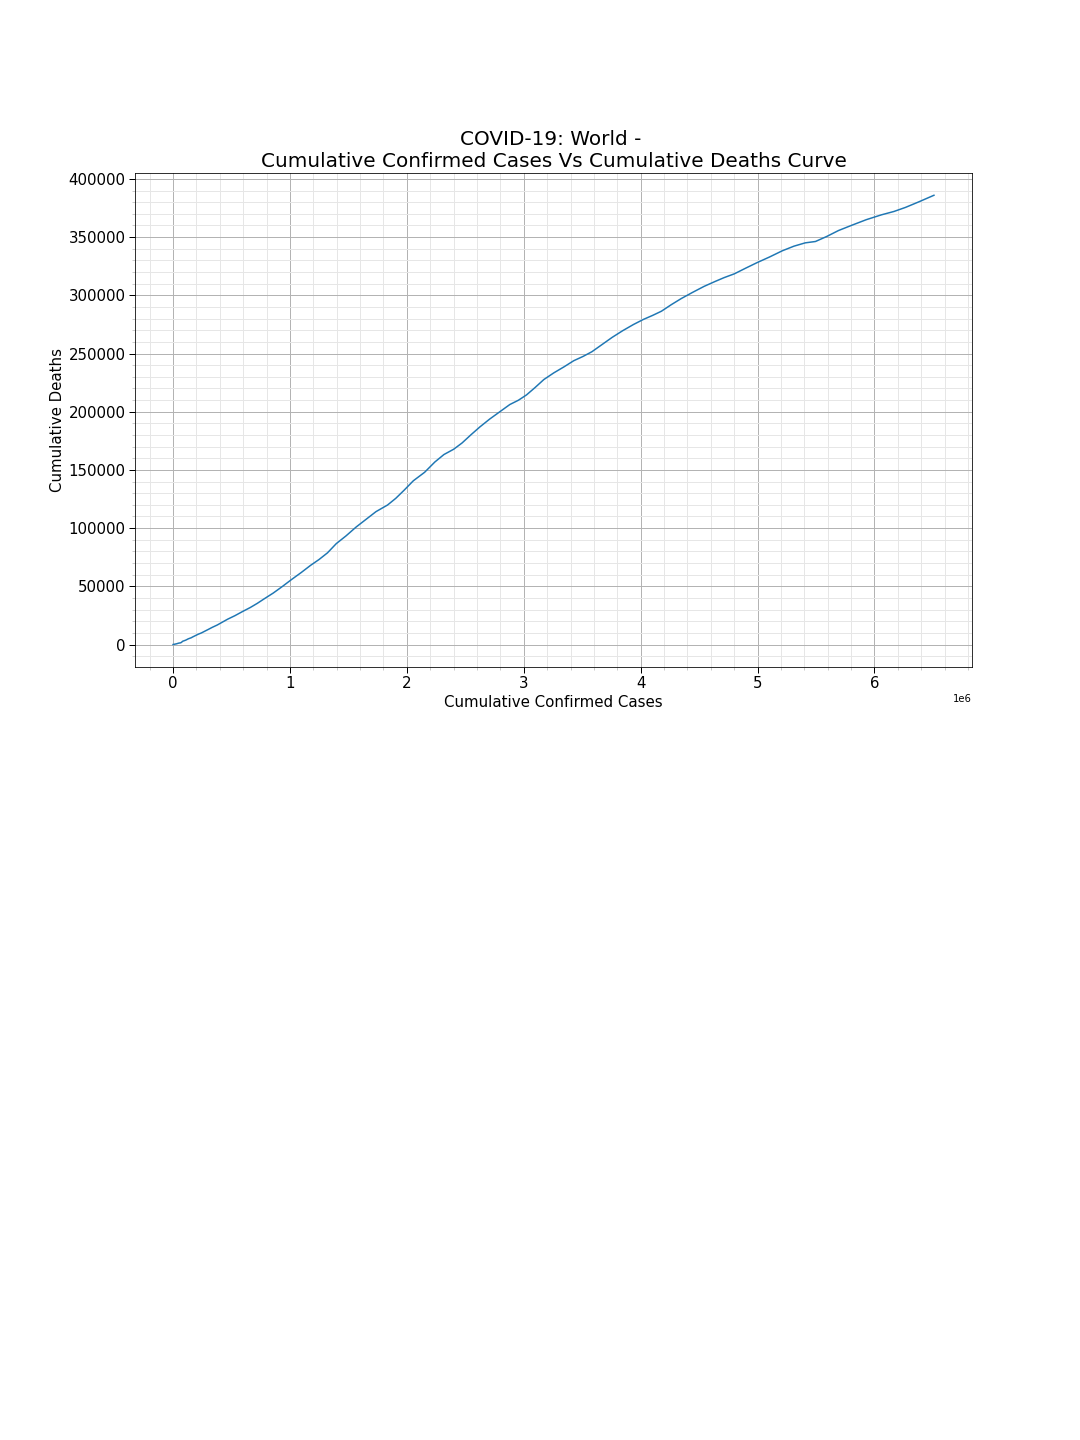 COVID-19: World -
Cumulative Confirmed Cases Vs Cumulative Deaths Curve
400000
350000
300000
250000
200000
150000
100000
50000
0
Cumulative Deaths
0 1 2 3 4 5 6
Cumulative Confirmed Cases
1e6